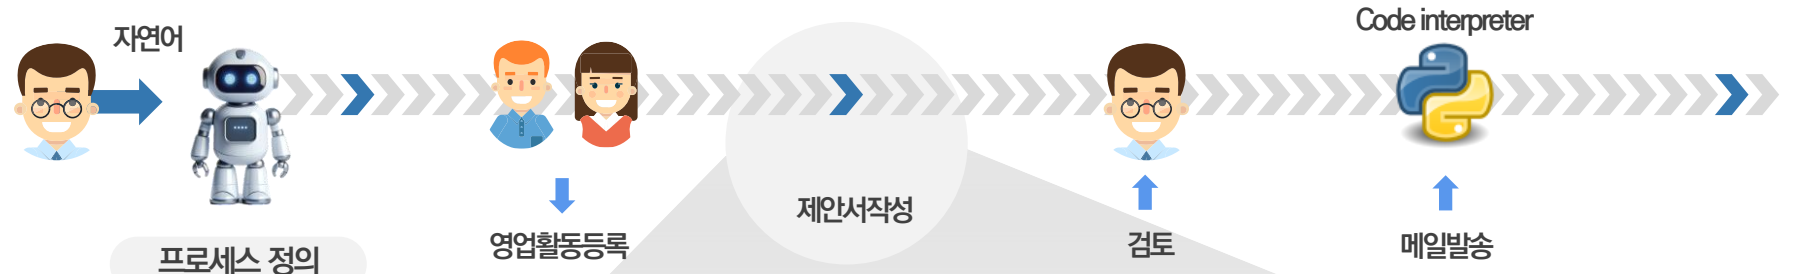 자연어
Code interpreter
제안서작성
영업활동등록
검토
메일발송
프로세스 정의